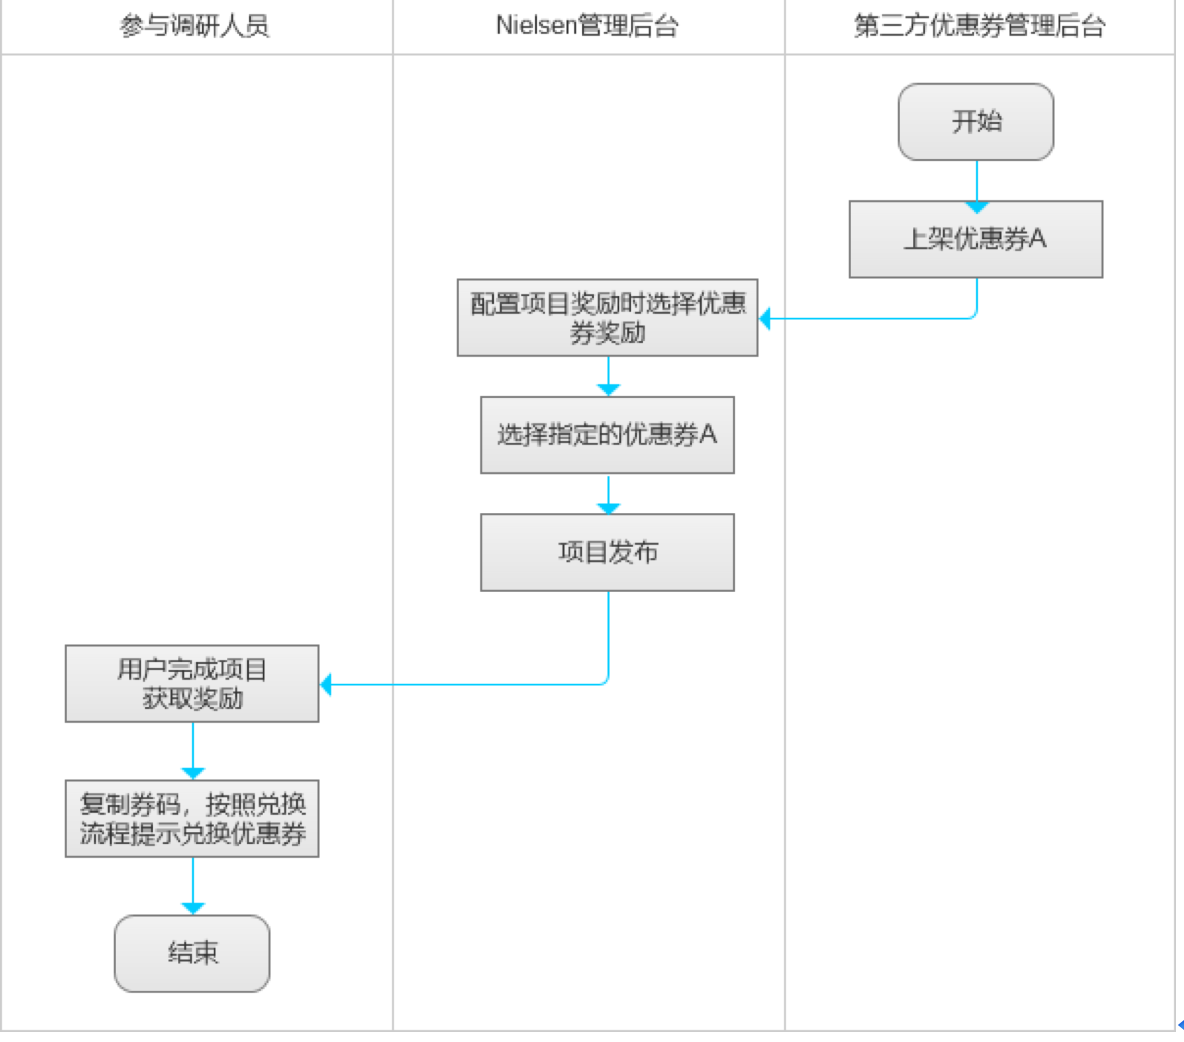 参与调研人员
Nielsen管理后台
第三方优惠券管理后台
开始
上架优惠券A
配置项目奖励时选择优惠
券奖励
选择指定的优惠券A
项目发布
用户完成项目
获取奖励
复制券码，按照兑换
流程提示兑换优惠券
结束